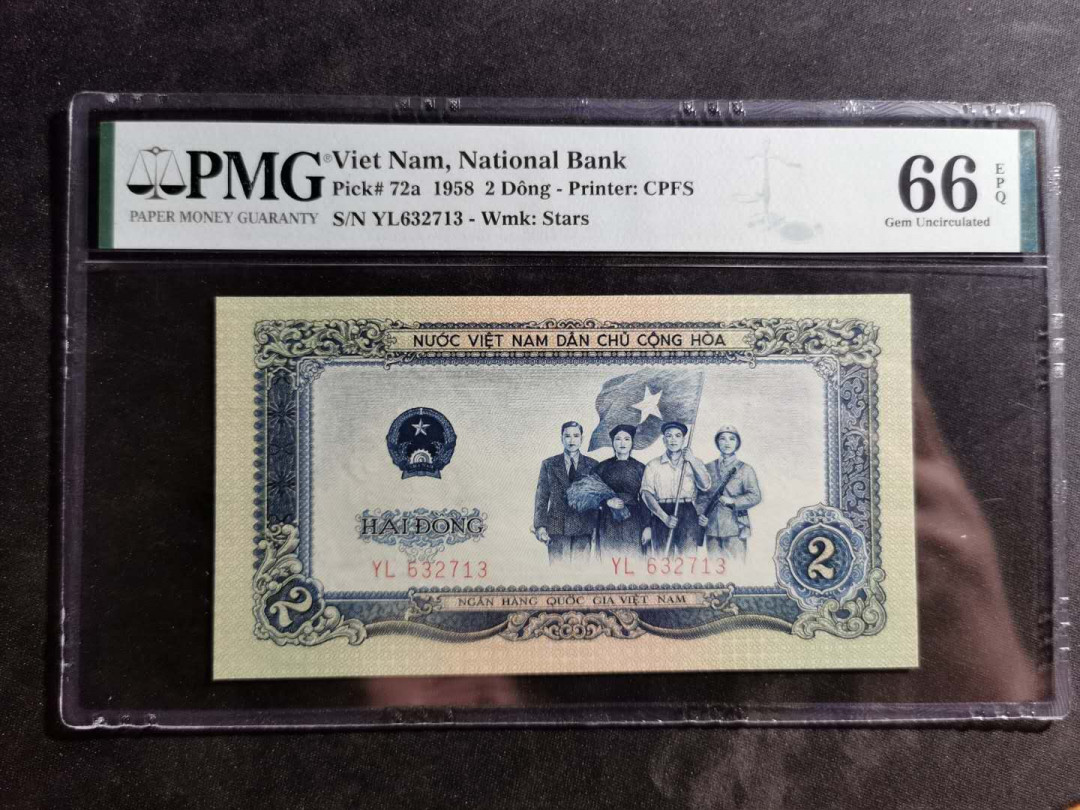 PMG®
PAPER MONEY GUARANTY
Viet Nam, National Bank
Pick# 72a 1958 2 Dông - Printer: CPFS
S/N YL632713 - Wmk: Stars
66 EPQ
Gem Uncirculated
NƯỚC VIỆT NAM DÂN CHỦ CỘNG HÒA
HAI ĐỒNG
YL 632713
YL 632713
2
2
NGÂN HÀNG QUỐC GIA VIỆT NAM